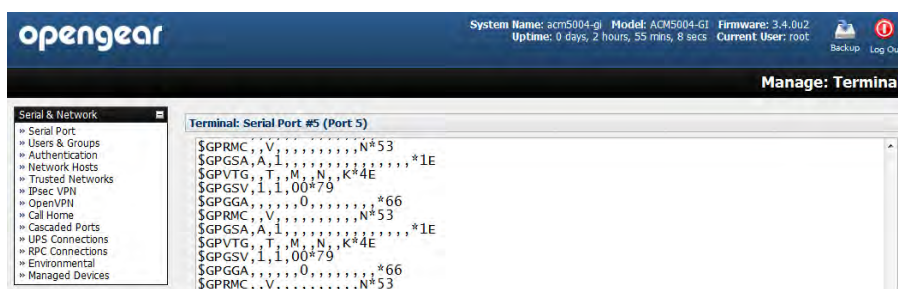 opengear
System Name: acm5004-gi Model: ACM5004-GI Firmware: 3.4.0u2
Uptime: 0 days, 2 hours, 55 mins, 8 secs Current User: root
Backup Log Ou
Manage: Termina
Serial & Network
» Serial Port
» Users & Groups
» Authentication
» Network Hosts
» Trusted Networks
» IPsec VPN
» OpenVPN
» Call Home
» Cascaded Ports
» UPS Connections
» RPC Connections
» Environmental
» Managed Devices
Terminal: Serial Port #5 (Port 5)
$GPRMC,,V,,,,,,,,,,N*53
$GPGSA,A,1,,,,,,,,,,,,,,,*1E
$GPVTG,,T,,M,,N,,K*4E
$GPGSV,1,1,00*79
$GPGGA,,,,,,0,,,,,,,,*66
$GPRMC,,V,,,,,,,,,,N*53
$GPGSA,A,1,,,,,,,,,,,,,,,*1E
$GPVTG,,T,,M,,N,,K*4E
$GPGSV,1,1,00*79
$GPGGA,,,,,,0,,,,,,,,*66
$GPRMC,,V,,,,,,,,,,N*53